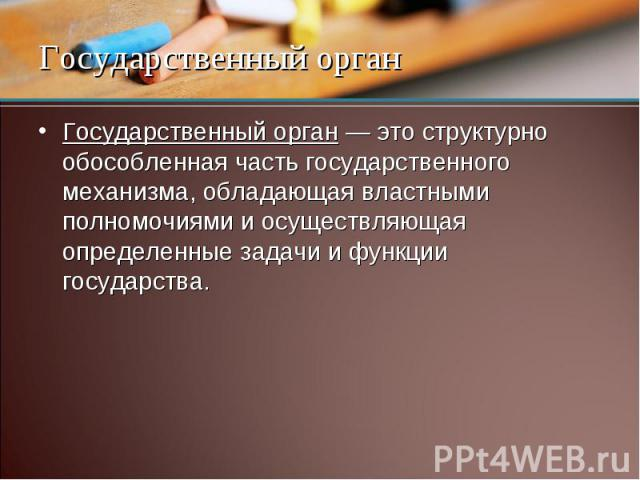 Государственный орган
• Государственный орган — это структурно
обособленная часть государственного
механизма, обладающая властными
полномочиями и осуществляющая
определенные задачи и функции
государства.
PPt4WEB.ru